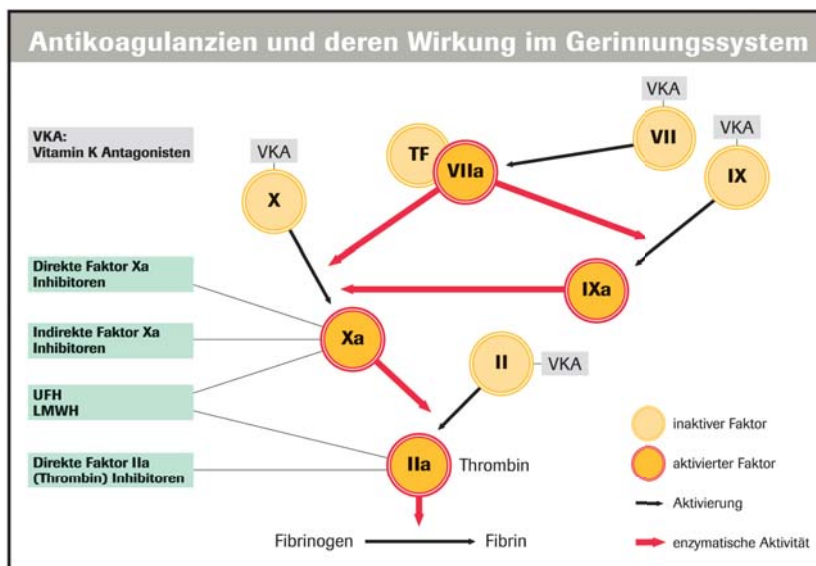 Antikoagulanzien und deren Wirkung im Gerinnungssystem
VKA:
Vitamin K Antagonisten
VKA
X
TF
VIIa
VKA
VII
VKA
IX
Direkte Faktor Xa
Inhibitoren
IXa
Indirekte Faktor Xa
Inhibitoren
Xa
II
VKA
UFH
LMWH
Direkte Faktor IIa
(Thrombin) Inhibitoren
IIa
Thrombin
Fibrinogen
Fibrin
inaktiver Faktor
aktivierter Faktor
Aktivierung
enzymatische Aktivität